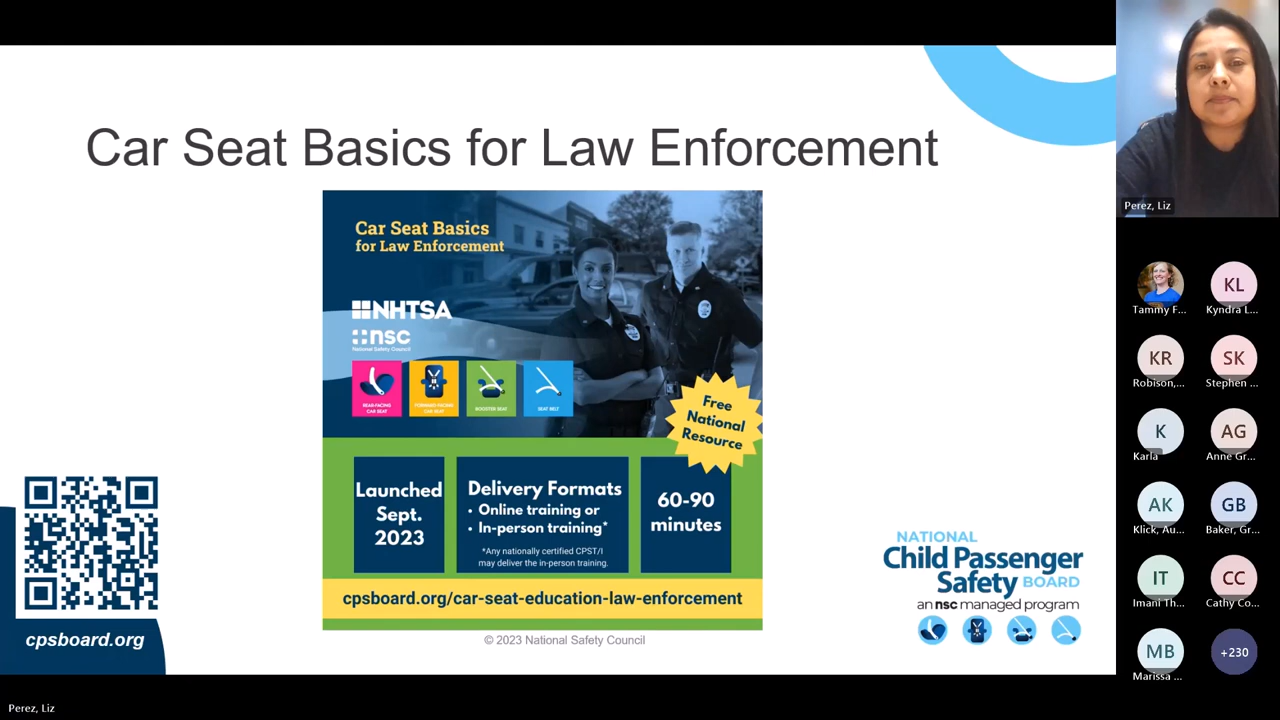 Car Seat Basics for Law Enforcement
Car Seat Basics
for Law Enforcement
NHTSA
nsc
National Safety Council
REAR-FACING
CAR SEAT
FORWARD-FACING
CAR SEAT
BOOSTER SEAT
SEAT BELT
Free
National
Resource
Launched
Sept.
2023
Delivery Formats
• Online training or
• In-person training*
*Any nationally certified CPST/I
may deliver the in-person training.
60-90
minutes
cpsboard.org/car-seat-education-law-enforcement
© 2023 National Safety Council
cpsboard.org
NATIONAL
Child Passenger
Safety BOARD
an nsc managed program
Perez, Liz
Tammy F...
KL
Kyndra L...
KR
Robison,...
SK
Stephen ...
K
Karla
AG
Anne Gr...
AK
Klick, Au...
GB
Baker, Gr...
IT
Imani Th...
CC
Cathy Co...
MB
Marissa ...
+230
Perez, Liz